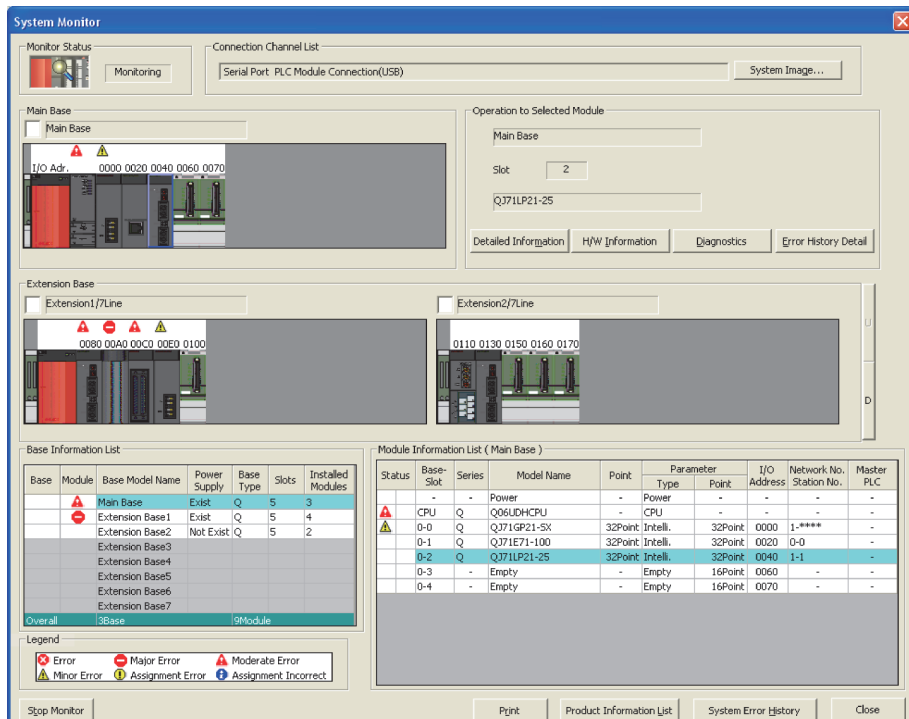 System Monitor
Monitor Status
Monitoring
Connection Channel List
Serial Port PLC Module Connection(USB)
System Image...
Main Base
Main Base
I/O Adr. 0000 0020 0040 0060 0070
Operation to Selected Module
Main Base
Slot 2
QJ71LP21-25
Detailed Information H/W Information Diagnostics Error History Detail
Extension Base
Extension1/7Line
0080 00A0 00C0 00E0 0100
Extension2/7Line
0110 0130 0150 0160 0170
U
D
Base Information List
Base Module Base Model Name Power Supply Base Type Slots Installed Modules
Main Base Exist Q 5 3
Extension Base1 Exist Q 5 4
Extension Base2 Not Exist Q 5 2
Extension Base3
Extension Base4
Extension Base5
Extension Base6
Extension Base7
Overall 3Base 9Module
Legend
Error Major Error Moderate Error
Minor Error Assignment Error Assignment Incorrect
Module Information List ( Main Base )
Status Base-Slot Series Model Name Point Parameter Type Point I/O Address Network No. Station No. Master PLC
- - Power - Power - - - -
CPU Q Q06UDHCPU - CPU - - - -
0-0 Q QJ71GP21-SX 32Point Intelli. 32Point 0000 1-**** -
0-1 Q QJ71E71-100 32Point Intelli. 32Point 0020 0-0 -
0-2 Q QJ71LP21-25 32Point Intelli. 32Point 0040 1-1 -
0-3 - Empty - Empty 16Point 0060 - -
0-4 - Empty - Empty 16Point 0070 - -
Stop Monitor Print Product Information List System Error History Close